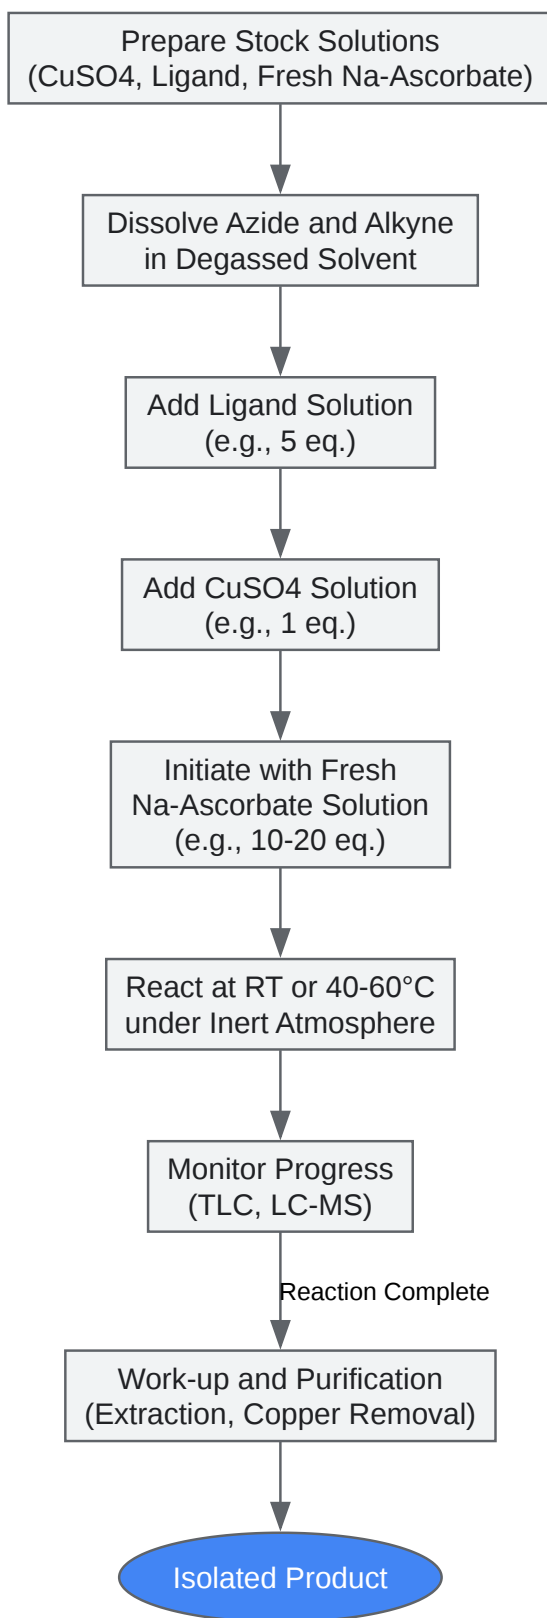 Prepare Stock Solutions
(CuSO4, Ligand, Fresh Na-Ascorbate)
Dissolve Azide and Alkyne
in Degassed Solvent
Add Ligand Solution
(e.g., 5 eq.)
Add CuSO4 Solution
(e.g., 1 eq.)
Initiate with Fresh
Na-Ascorbate Solution
(e.g., 10-20 eq.)
React at RT or 40-60°C
under Inert Atmosphere
Monitor Progress
(TLC, LC-MS)
Reaction Complete
Work-up and Purification
(Extraction, Copper Removal)
Isolated Product